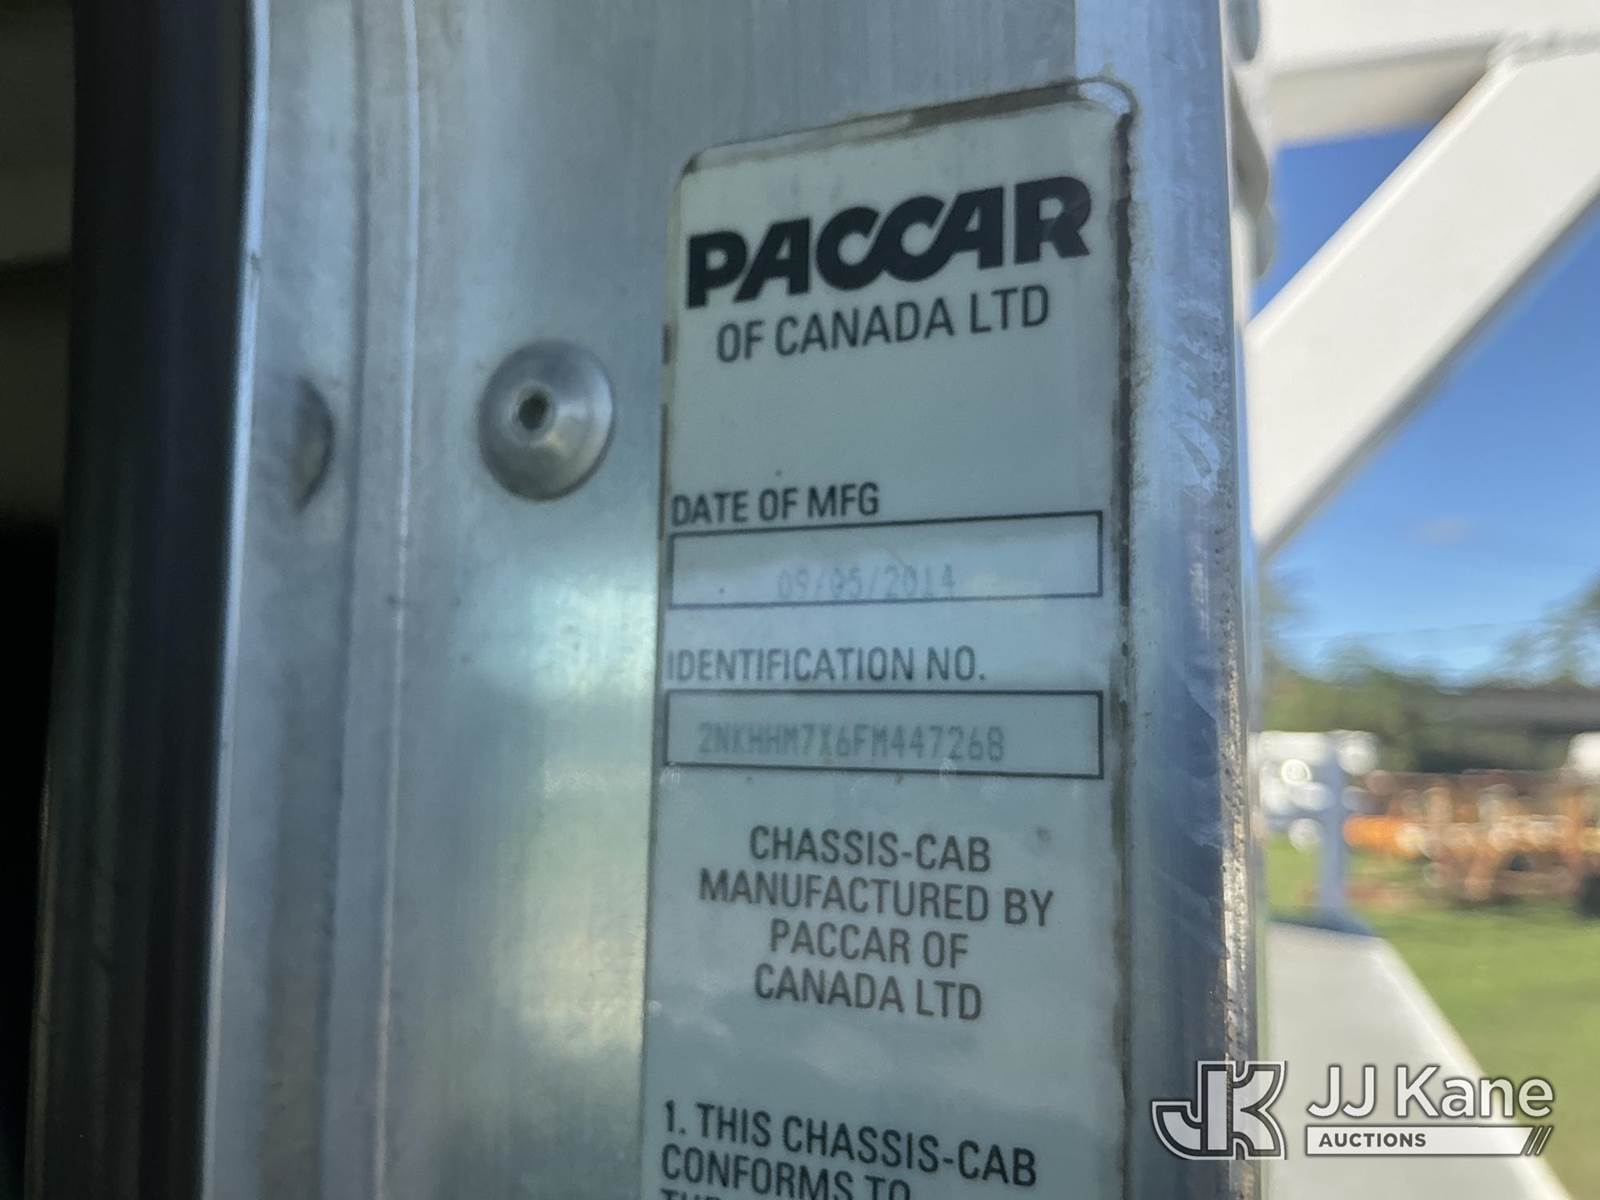 PACCAR
OF CANADA LTD
DATE OF MFG
09/05/2014
IDENTIFICATION NO.
2NKHHM7X6FM447268
CHASSIS-CAB
MANUFACTURED BY
PACCAR OF
CANADA LTD
1. THIS CHASSIS-CAB
CONFORMS TO
JJ Kane
AUCTIONS